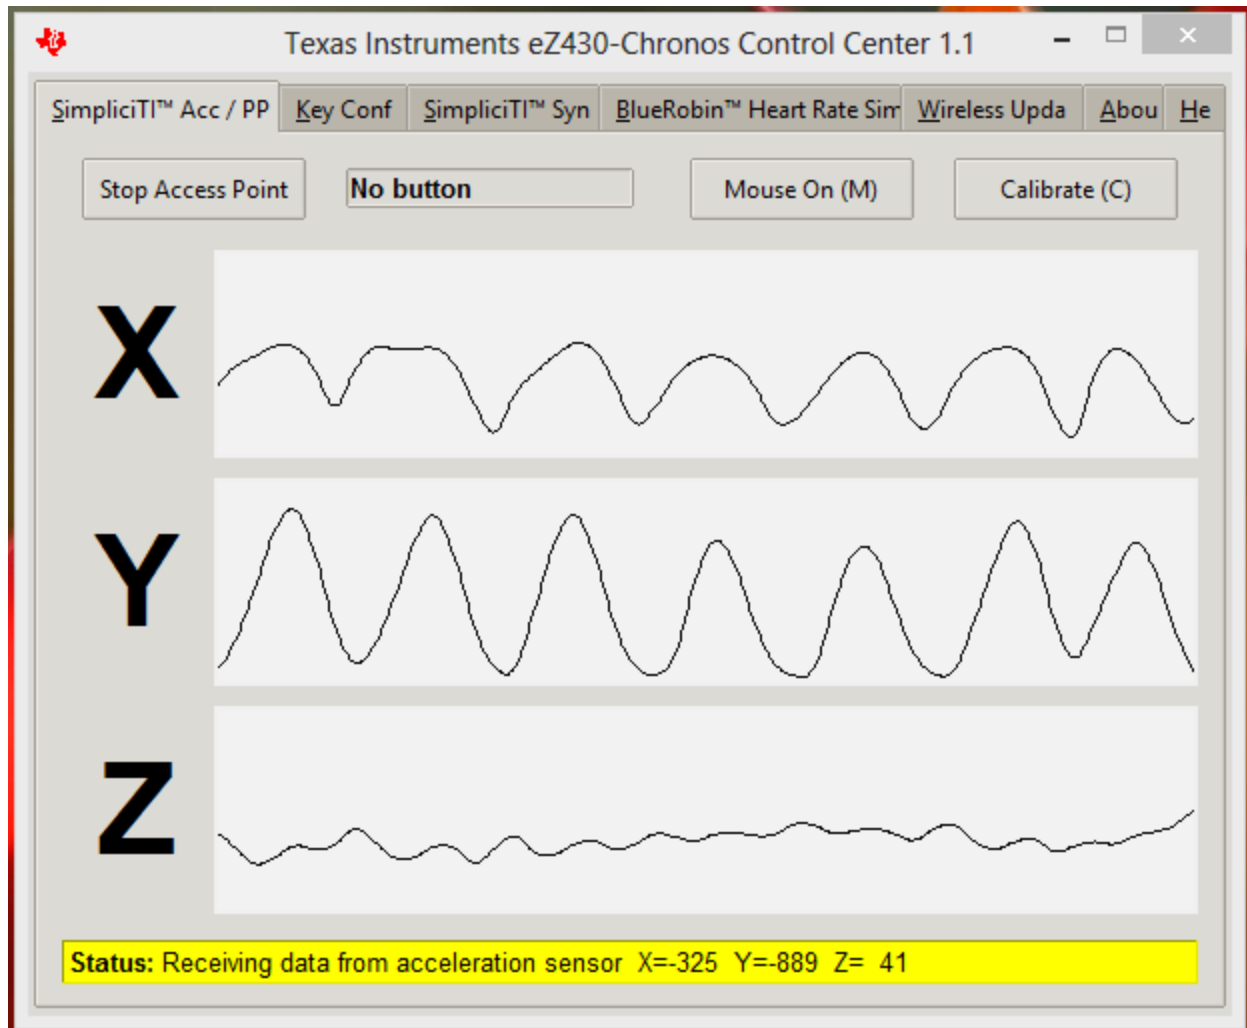 Texas Instruments eZ430-Chronos Control Center 1.1
SimpliciTI™ Acc / PP Key Conf SimpliciTI™ Syn BlueRobin™ Heart Rate Sim Wireless Upda Abou He
Stop Access Point No button Mouse On (M) Calibrate (C)
X
Y
Z
Status: Receiving data from acceleration sensor X=-325 Y=-889 Z= 41